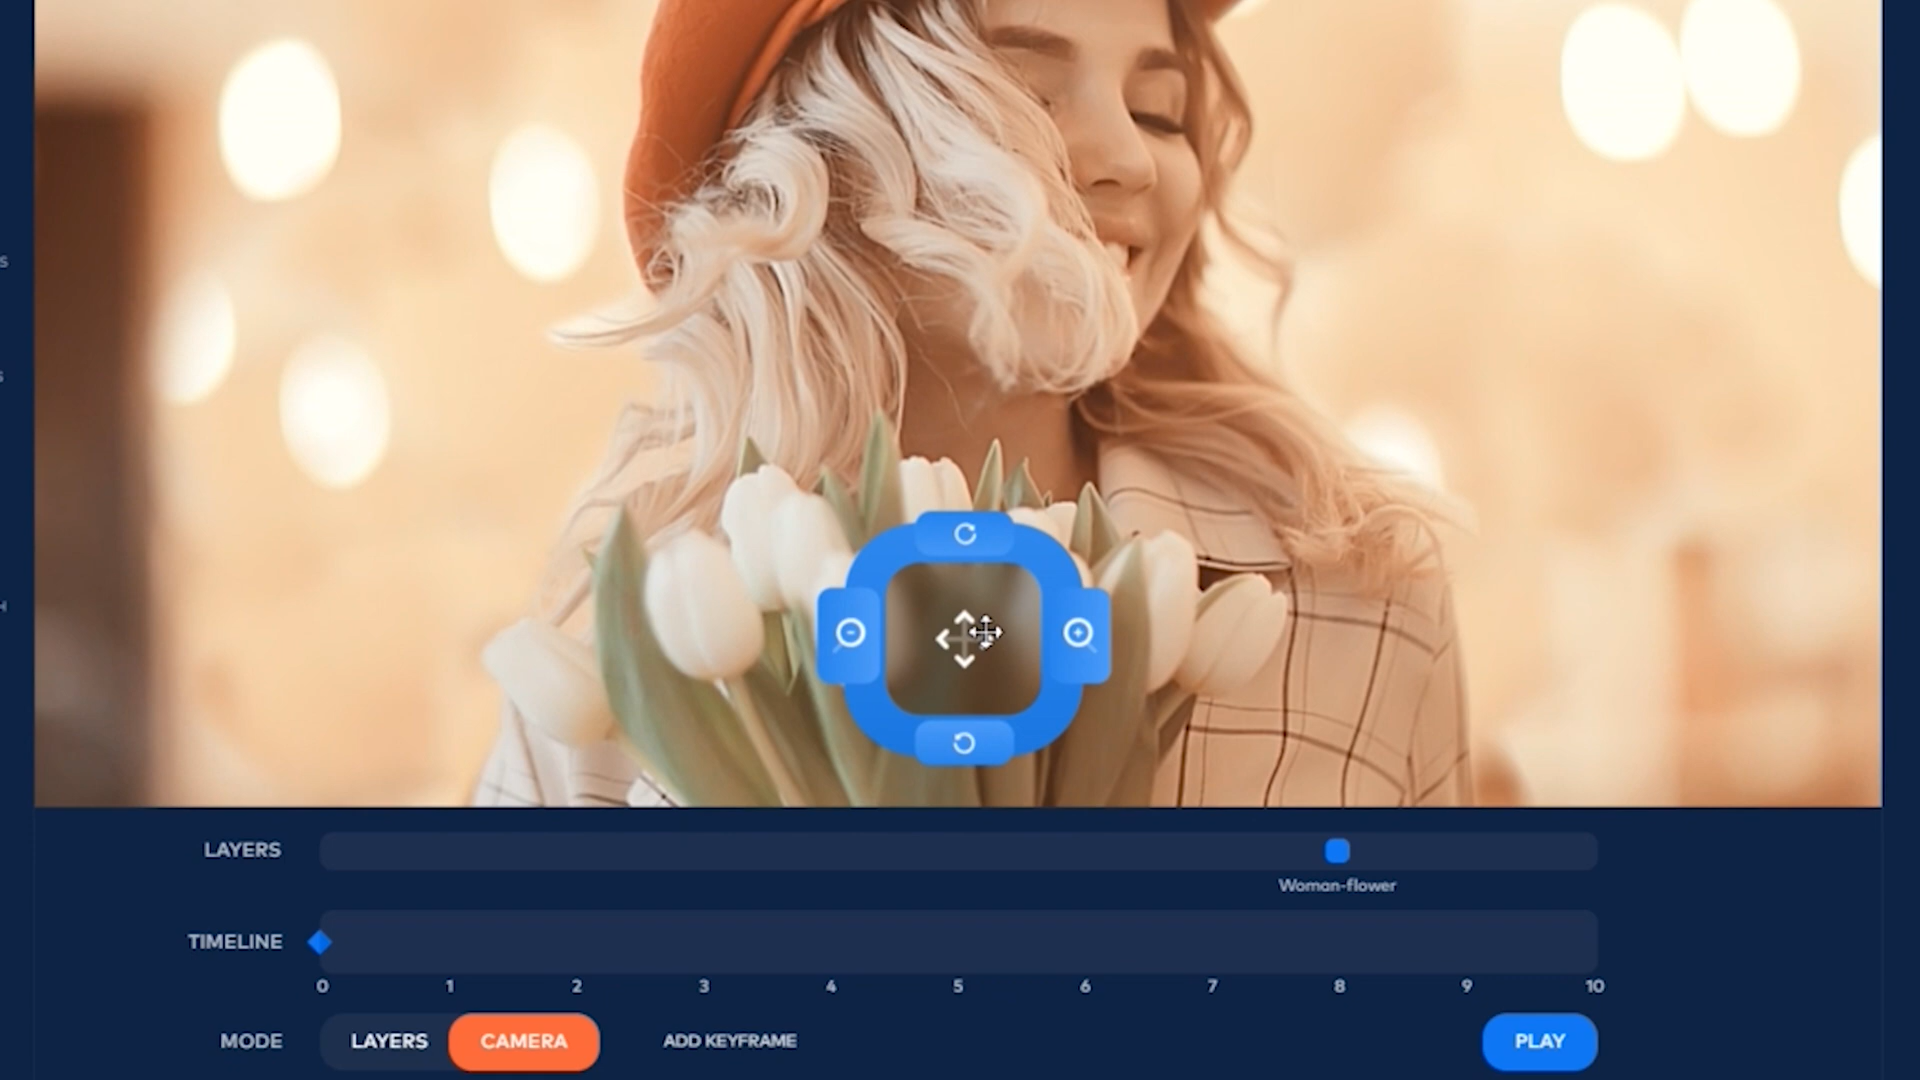 LAYERS
Woman-flower
TIMELINE
0 1 2 3 4 5 6 7 8 9 10
MODE LAYERS CAMERA ADD KEYFRAME PLAY